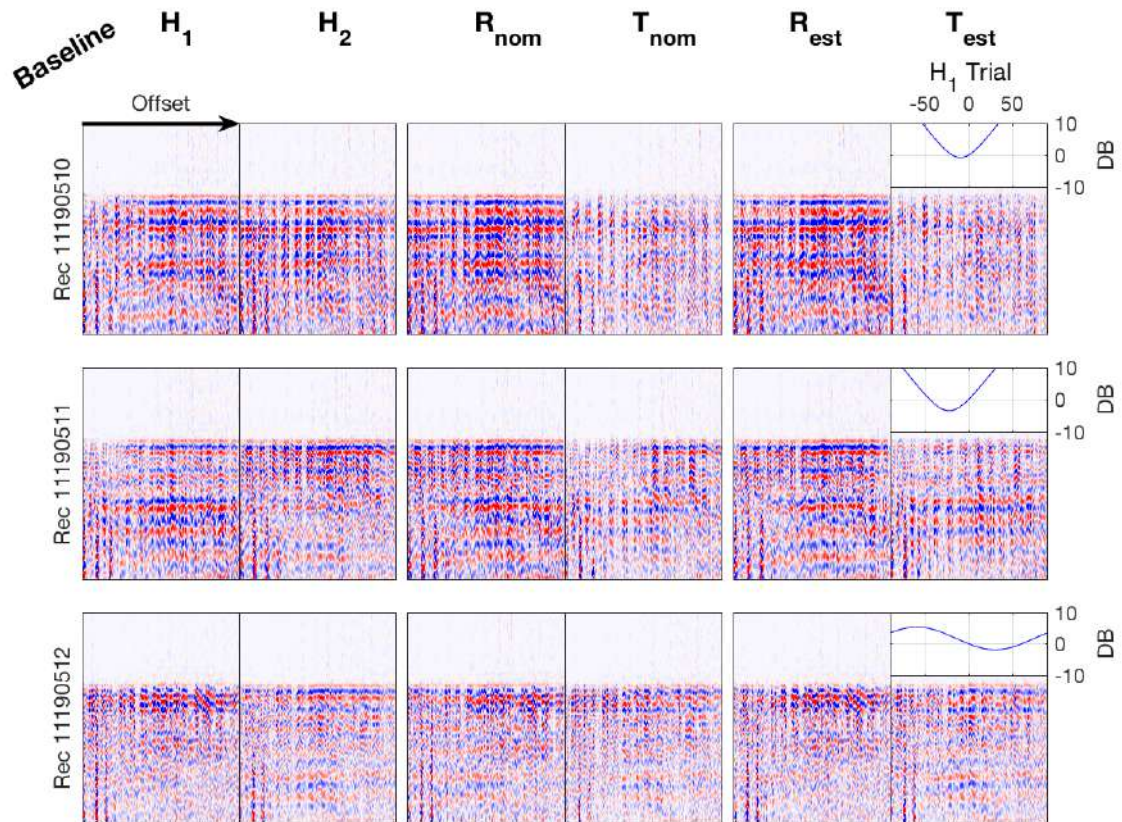 Baseline
H1 H2 Rnom Tnom Rest Test
H1 Trial
Offset
-50 0 50
Rec 11190510
10
0
-10
DB
Rec 11190511
10
0
-10
DB
Rec 11190512
10
0
-10
DB